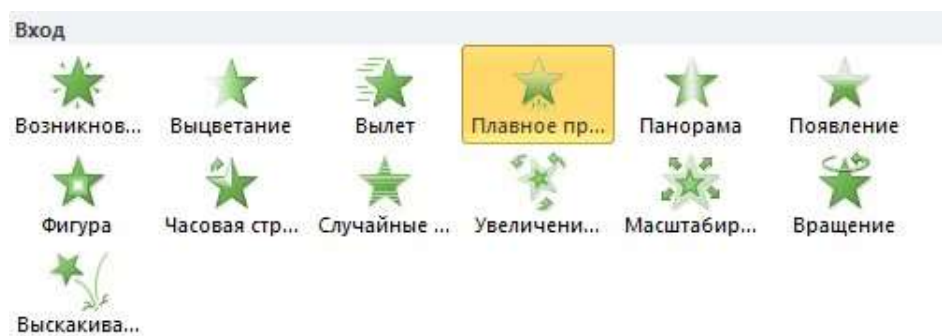 Вход
Возникнов... Выцветание Вылет Плавное пр... Панорама Появление
Фигура Часовая стр... Случайные ... Увеличени... Масштабир... Вращение
Выскакива...